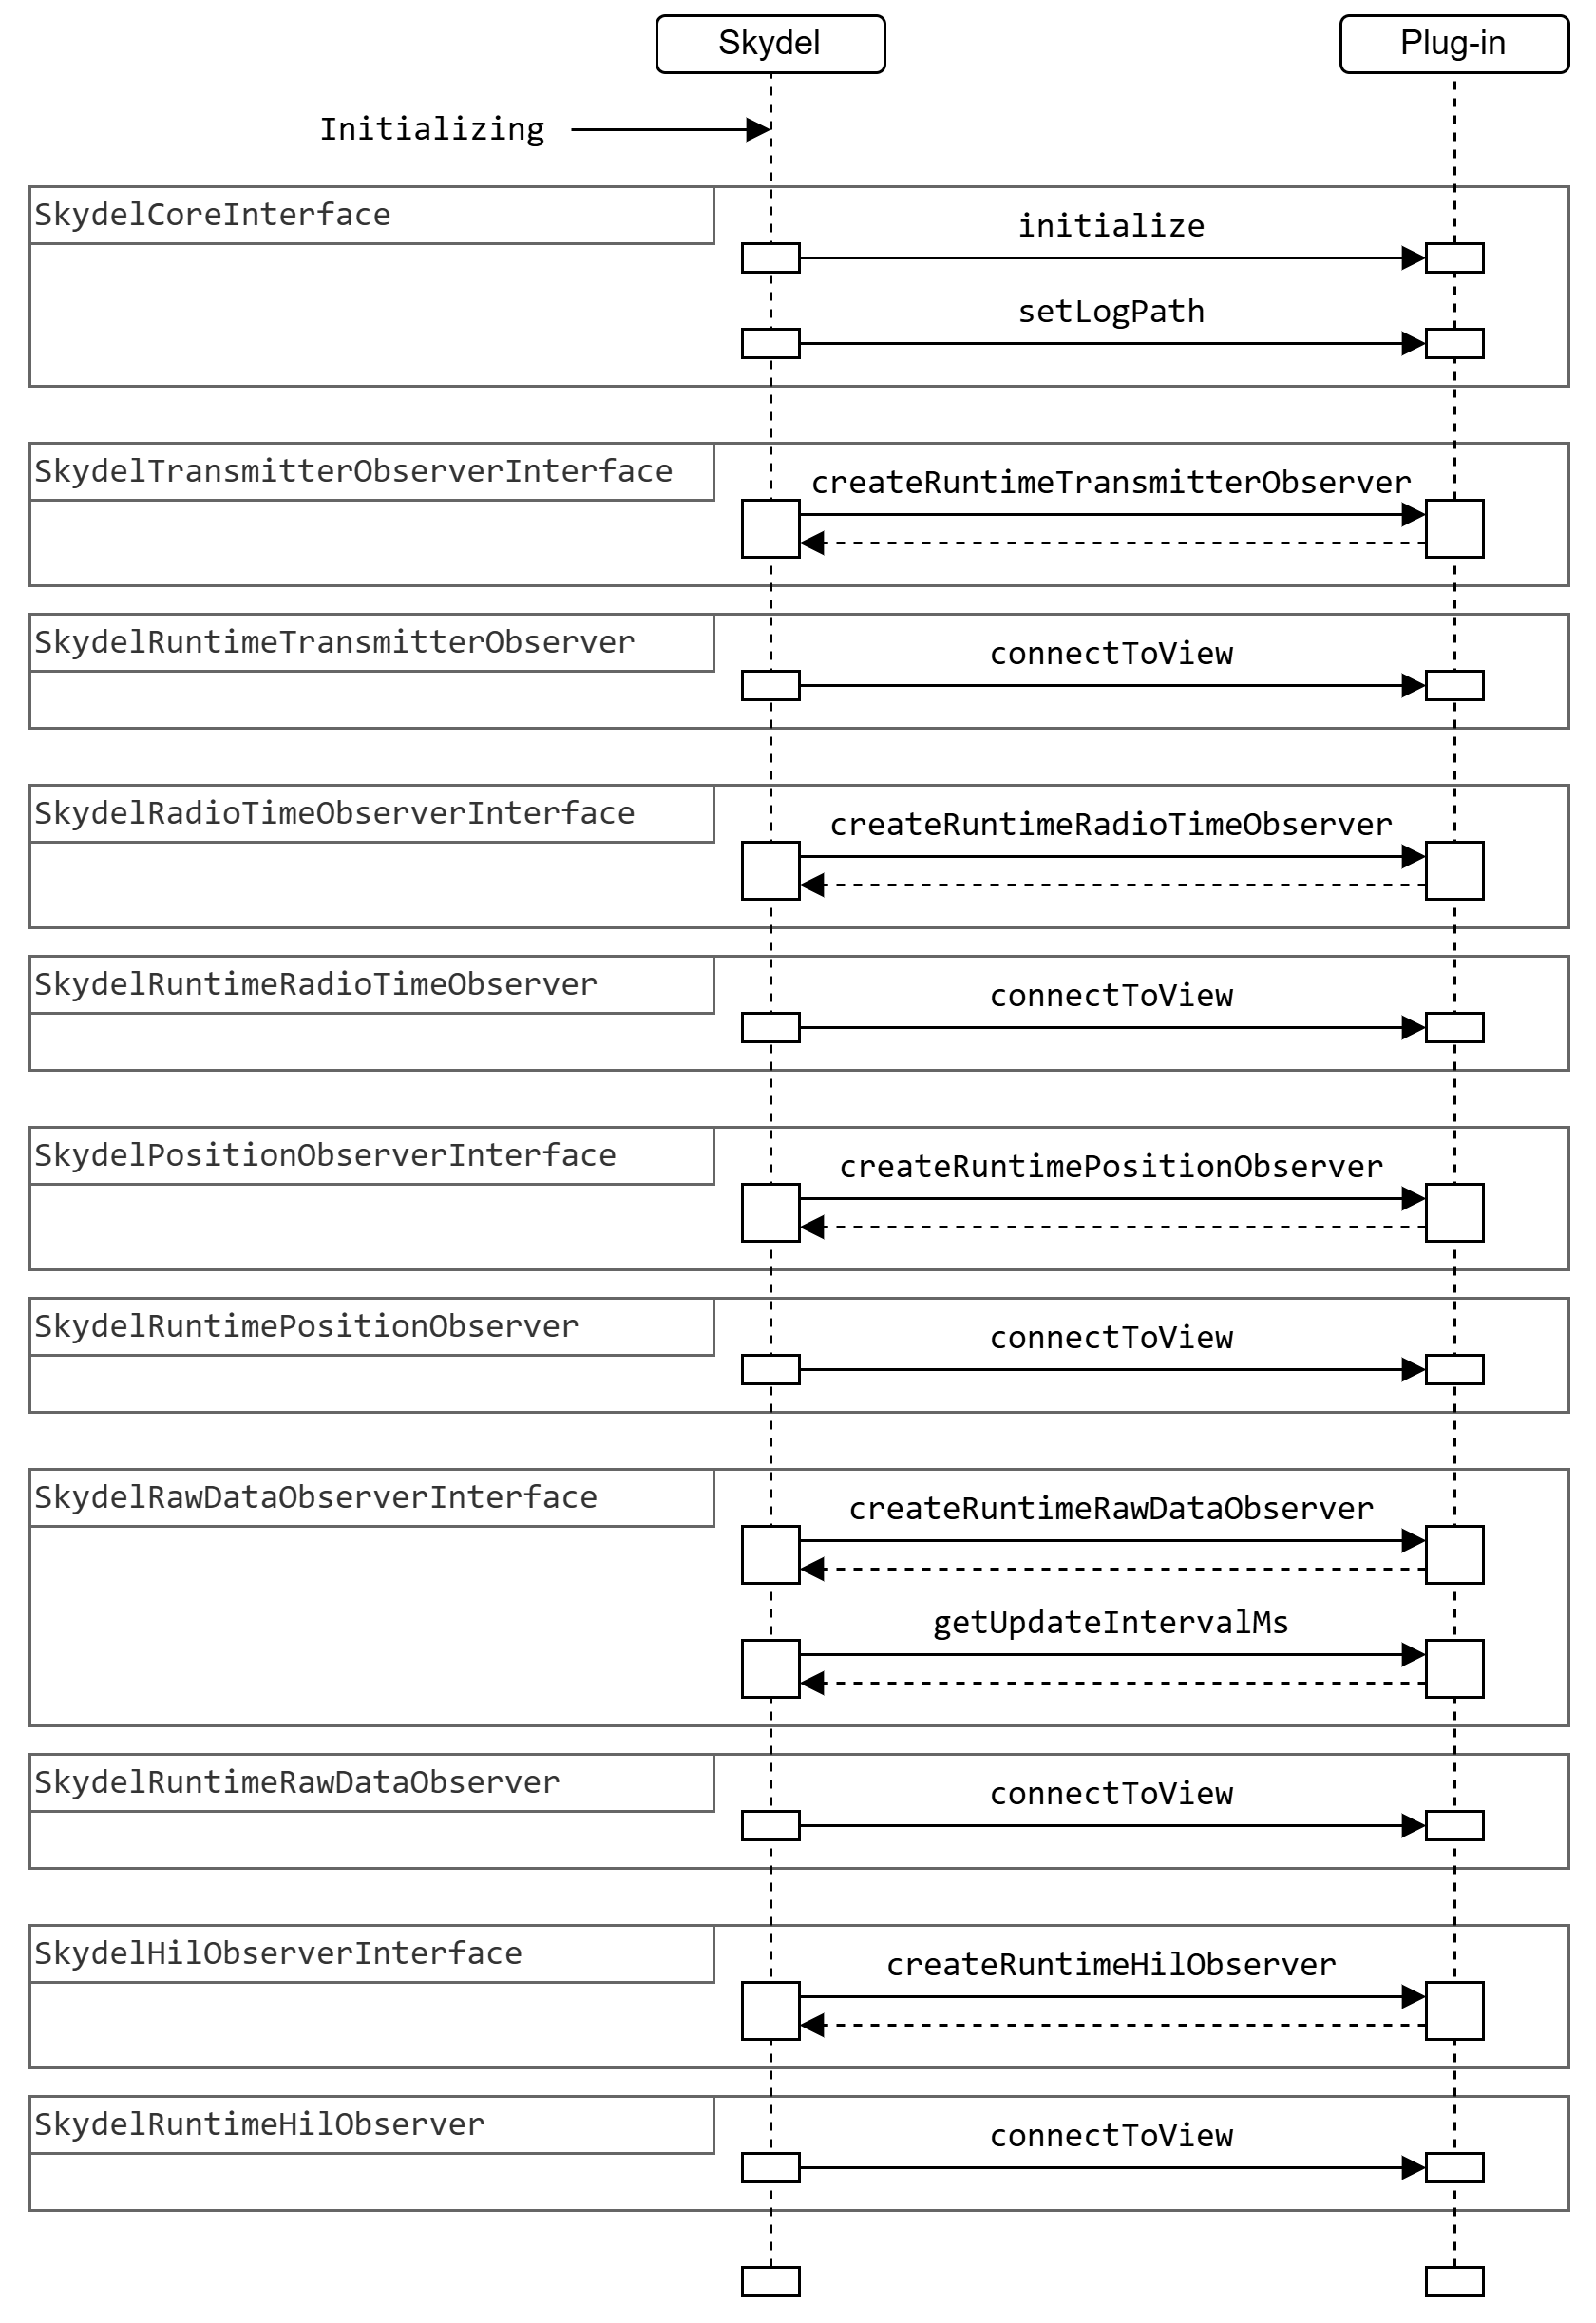 Skydel
Plug-in
Initializing
SkydelCoreInterface
initialize
setLogPath
SkydelTransmitterObserverInterface
createRuntimeTransmitterObserver
SkydelRuntimeTransmitterObserver
connectToView
SkydelRadioTimeObserverInterface
createRuntimeRadioTimeObserver
SkydelRuntimeRadioTimeObserver
connectToView
SkydelPositionObserverInterface
createRuntimePositionObserver
SkydelRuntimePositionObserver
connectToView
SkydelRawDataObserverInterface
createRuntimeRawDataObserver
getUpdateIntervalMs
SkydelRuntimeRawDataObserver
connectToView
SkydelHilObserverInterface
createRuntimeHilObserver
SkydelRuntimeHilObserver
connectToView